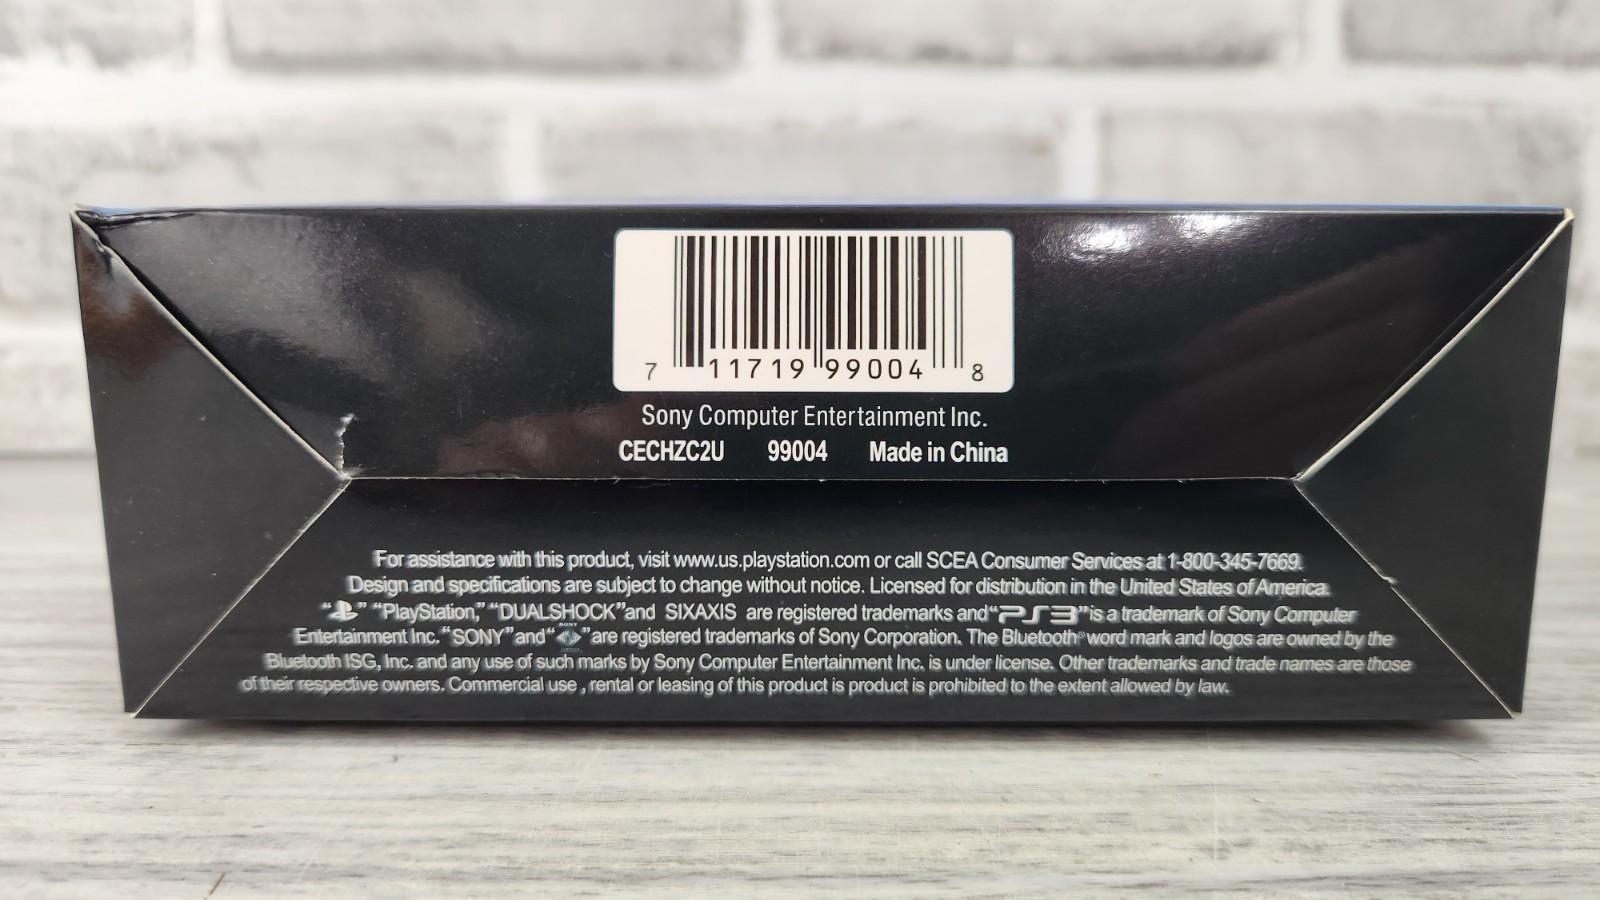 7 11719 99004 8
Sony Computer Entertainment Inc.
CECHZC2U 99004 Made in China
For assistance with this product, visit www.us.playstation.com or call SCEA Consumer Services at 1-800-345-7669.
Design and specifications are subject to change without notice. Licensed for distribution in the United States of America.
“ ” “PlayStation,” “DUALSHOCK”and SIXAXIS are registered trademarks and“PS3”is a trademark of Sony Computer
Entertainment Inc.“SONY”and“SONY ”are registered trademarks of Sony Corporation. The Bluetooth® word mark and logos are owned by the
Bluetooth ISG, Inc. and any use of such marks by Sony Computer Entertainment Inc. is under license. Other trademarks and trade names are those
of their respective owners. Commercial use , rental or leasing of this product is product is prohibited to the extent allowed by law.